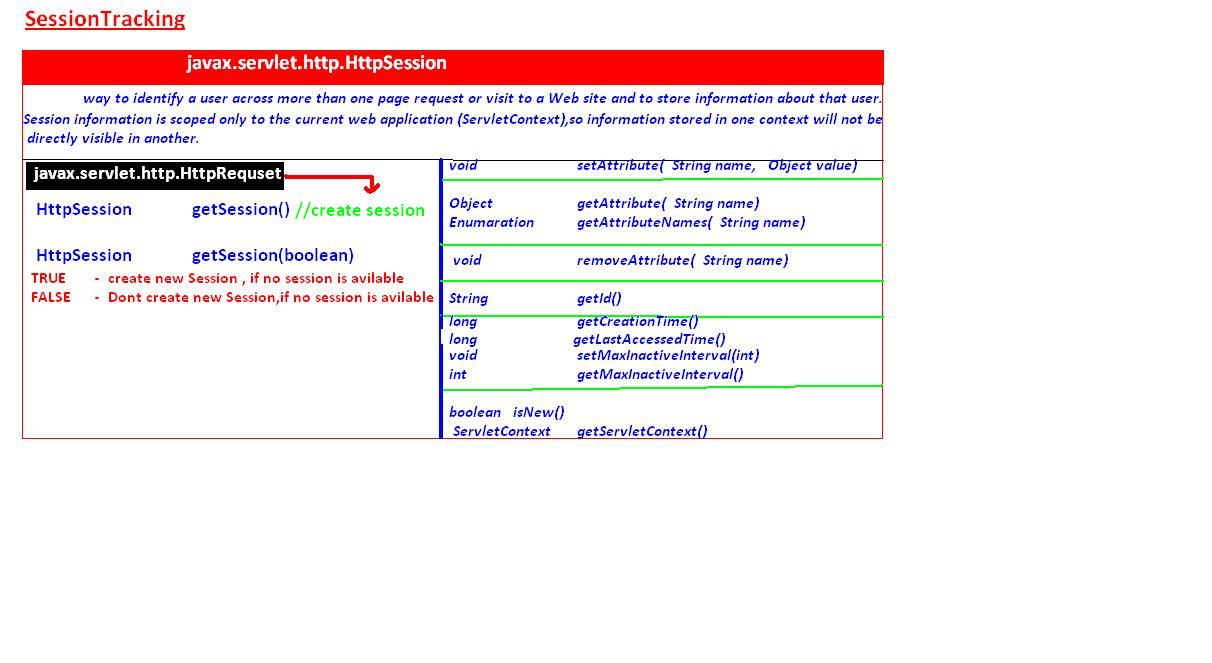 SessionTracking
javax.servlet.http.HttpSession
way to identify a user across more than one page request or visit to a Web site and to store information about that user.
Session information is scoped only to the current web application (ServletContext),so information stored in one context will not be
directly visible in another.
javax.servlet.http.HttpRequset
HttpSession getSession() //create session
HttpSession getSession(boolean)
TRUE - create new Session , if no session is avilable
FALSE - Dont create new Session,if no session is avilable
void setAttribute( String name, Object value)
Object getAttribute( String name)
Enumaration getAttributeNames( String name)
void removeAttribute( String name)
String getId()
long getCreationTime()
long getLastAccessedTime()
void setMaxInactiveInterval(int)
int getMaxInactiveInterval()
boolean isNew()
ServletContext getServletContext()